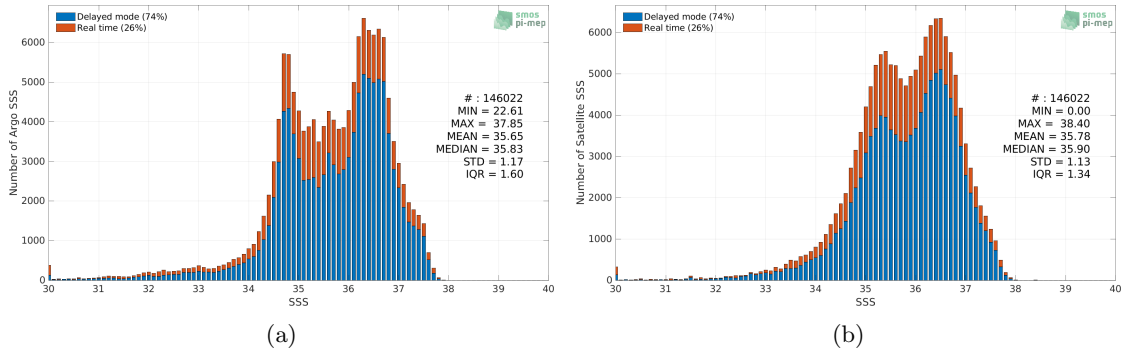 Delayed mode (74%)
Real time (26%)
smos
pi-mep
# : 146022
MIN = 22.61
MAX = 37.85
MEAN = 35.65
MEDIAN = 35.83
STD = 1.17
IQR = 1.60
Number of Argo SSS
6000
5000
4000
3000
2000
1000
0
30 31 32 33 34 35 36 37 38 39 40
SSS
(a)
Delayed mode (74%)
Real time (26%)
smos
pi-mep
# : 146022
MIN = 0.00
MAX = 38.40
MEAN = 35.78
MEDIAN = 35.90
STD = 1.13
IQR = 1.34
Number of Satellite SSS
6000
5000
4000
3000
2000
1000
0
30 31 32 33 34 35 36 37 38 39 40
SSS
(b)